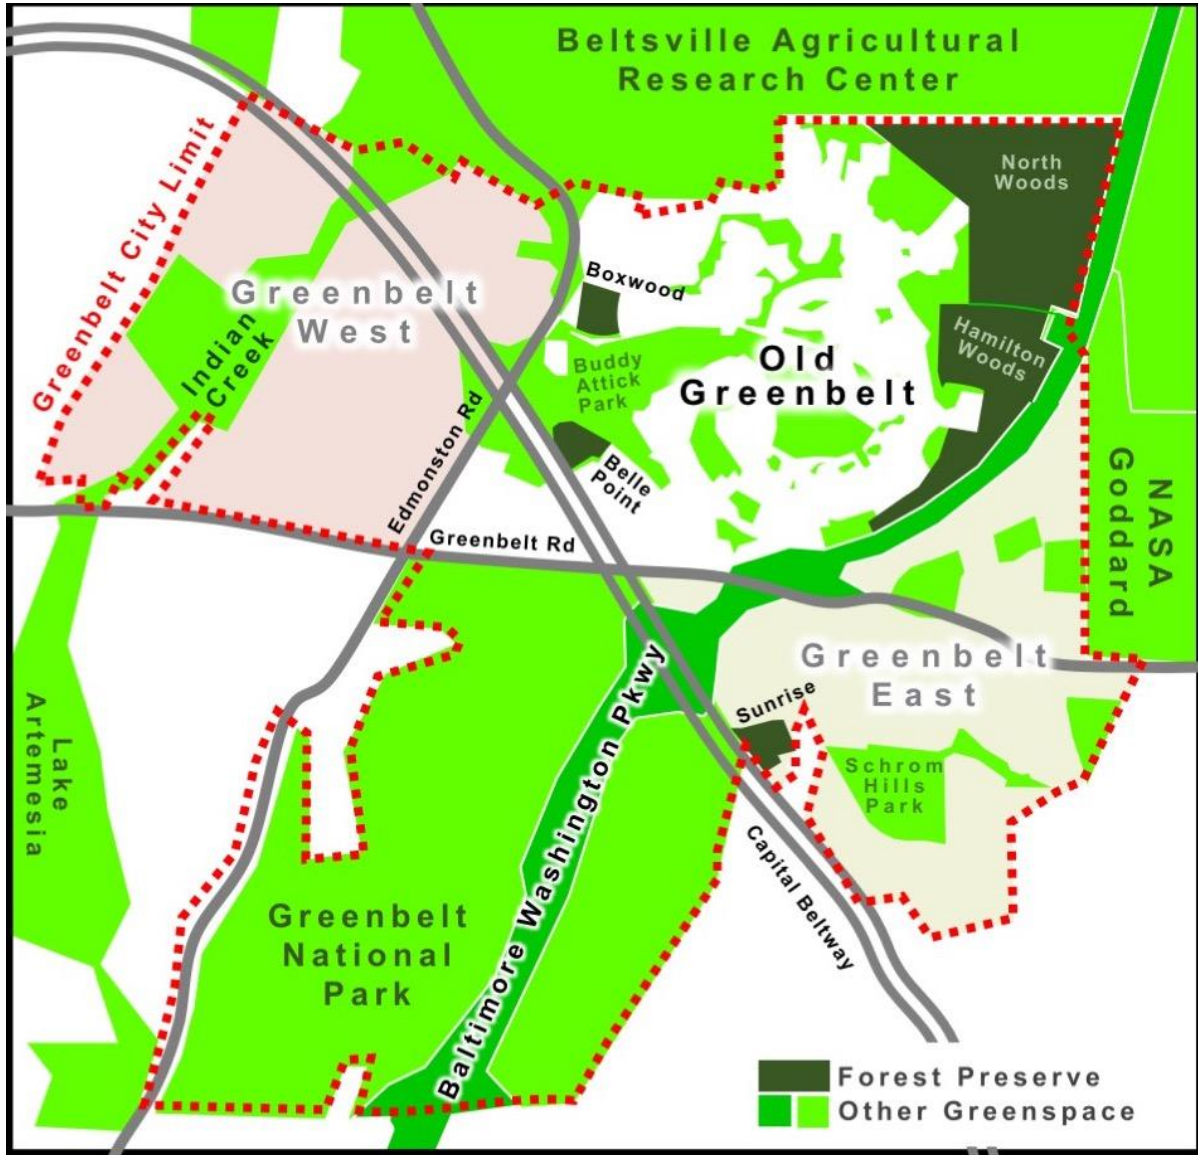 Beltsville Agricultural
Research Center
Greenbelt City Limit
North
Woods
Boxwood
Greenbelt
West
Indian
Creek
Hamilton
Woods
Buddy
Attick
Park
Old
Greenbelt
Edmonston Rd
Belle
Point
Greenbelt Rd
NASA
Goddard
Greenbelt
East
Sunrise
Lake
Artemesia
Schrom
Hills
Park
Baltimore Washington Pkwy
Capital Beltway
Greenbelt
National
Park
Forest Preserve
Other Greenspace